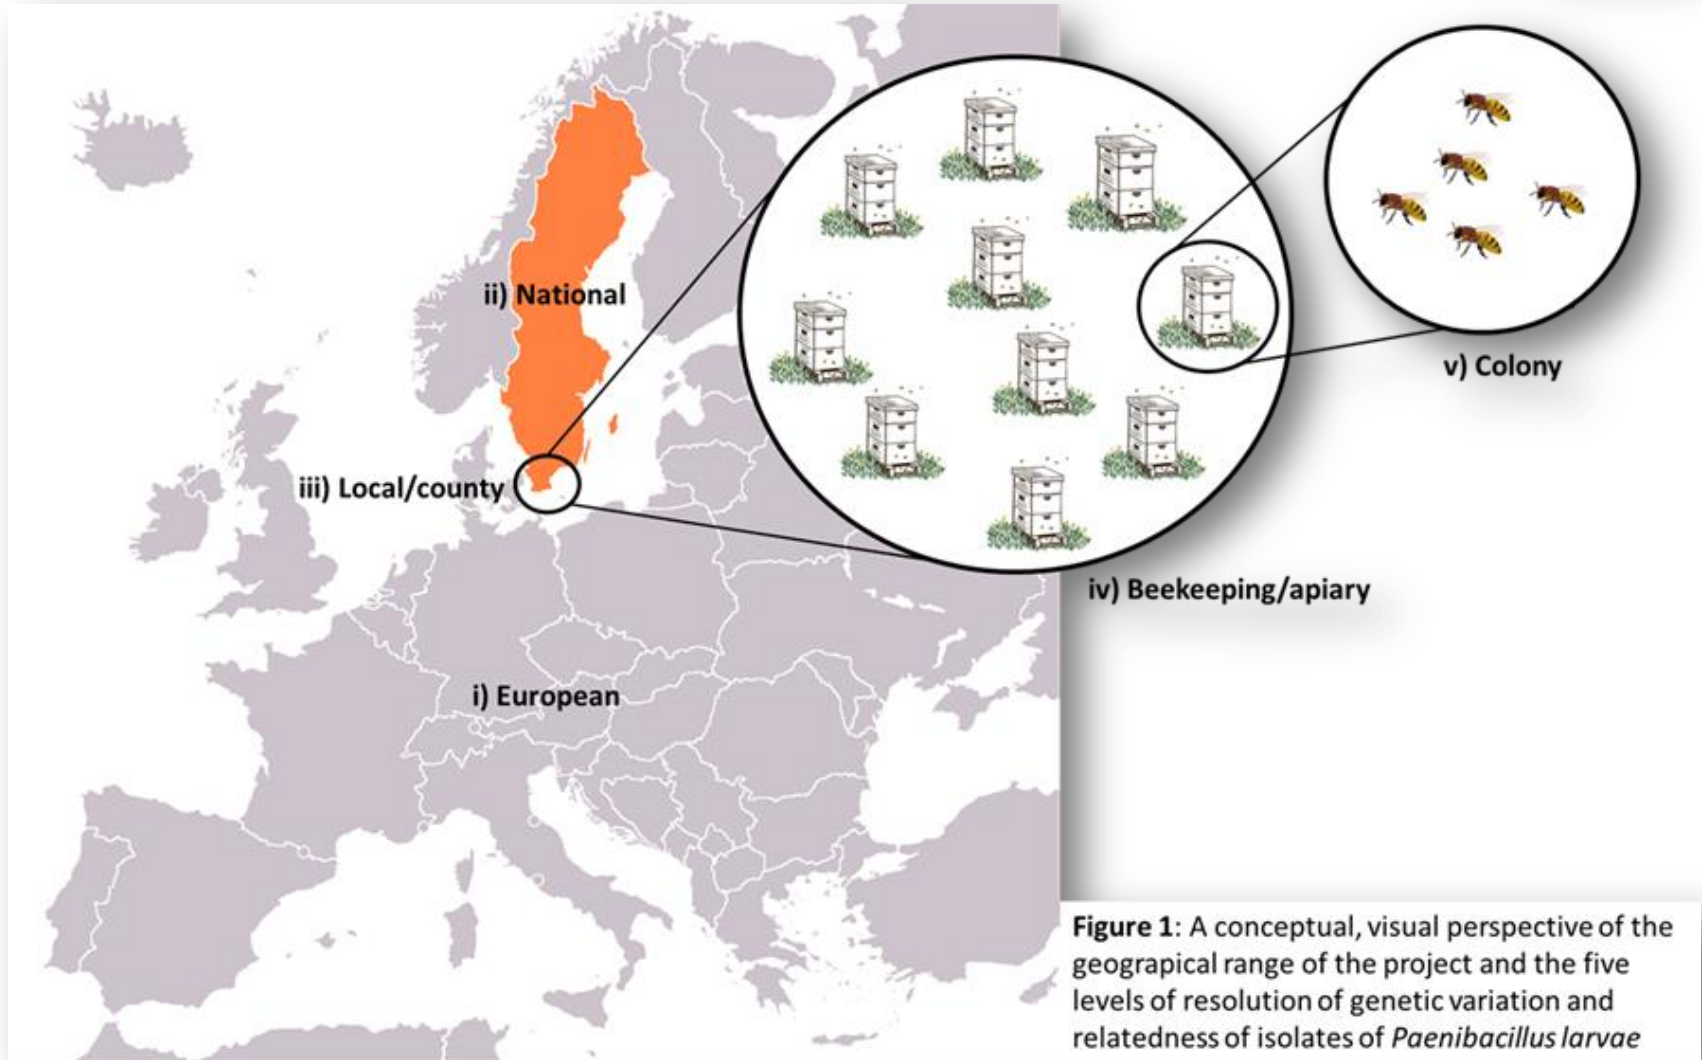 ii) National
v) Colony
iii) Local/county
iv) Beekeeping/apiary
i) European
Figure 1: A conceptual, visual perspective of the
geograpical range of the project and the five
levels of resolution of genetic variation and
relatedness of isolates of Paenibacillus larvae